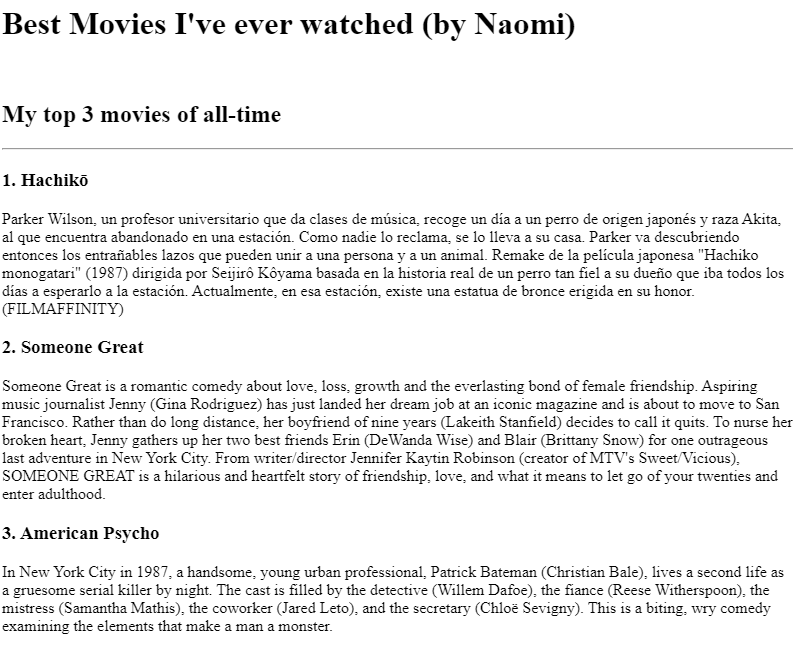 Best Movies I've ever watched (by Naomi)
My top 3 movies of all-time
1. Hachikō
Parker Wilson, un profesor universitario que da clases de música, recoge un día a un perro de origen japonés y raza Akita,
al que encuentra abandonado en una estación. Como nadie lo reclama, se lo lleva a su casa. Parker va descubriendo
entonces los entrañables lazos que pueden unir a una persona y a un animal. Remake de la película japonesa "Hachiko
monogatari" (1987) dirigida por Seijirô Kôyama basada en la historia real de un perro tan fiel a su dueño que iba todos los
días a esperarlo a la estación. Actualmente, en esa estación, existe una estatua de bronce erigida en su honor.
(FILMAFFINITY)
2. Someone Great
Someone Great is a romantic comedy about love, loss, growth and the everlasting bond of female friendship. Aspiring
music journalist Jenny (Gina Rodriguez) has just landed her dream job at an iconic magazine and is about to move to San
Francisco. Rather than do long distance, her boyfriend of nine years (Lakeith Stanfield) decides to call it quits. To nurse her
broken heart, Jenny gathers up her two best friends Erin (DeWanda Wise) and Blair (Brittany Snow) for one outrageous
last adventure in New York City. From writer/director Jennifer Kaytin Robinson (creator of MTV's Sweet/Vicious),
SOMEONE GREAT is a hilarious and heartfelt story of friendship, love, and what it means to let go of your twenties and
enter adulthood.
3. American Psycho
In New York City in 1987, a handsome, young urban professional, Patrick Bateman (Christian Bale), lives a second life as
a gruesome serial killer by night. The cast is filled by the detective (Willem Dafoe), the fiance (Reese Witherspoon), the
mistress (Samantha Mathis), the coworker (Jared Leto), and the secretary (Chloë Sevigny). This is a biting, wry comedy
examining the elements that make a man a monster.